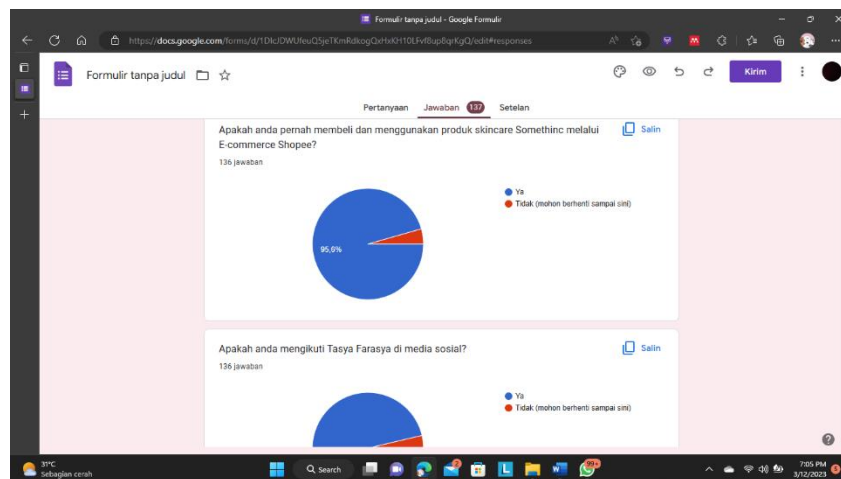 Formulir tanpa judul - Google Formulir
https://docs.google.com/forms/d/
Formulir tanpa judul
Kirim
Pertanyaan Jawaban 137 Setelan
Apakah anda pernah membeli dan menggunakan produk skincare Somethinc melalui
E-commerce Shopee?
Salin
136 jawaban
Ya
Tidak (mohon berhenti sampai sini)
95,6%
Apakah anda mengikuti Tasya Farasya di media sosial?
Salin
136 jawaban
Ya
Tidak (mohon berhenti sampai sini)
31°C
Sebagian cerah
Search
99+
7:05 PM
3/12/2023